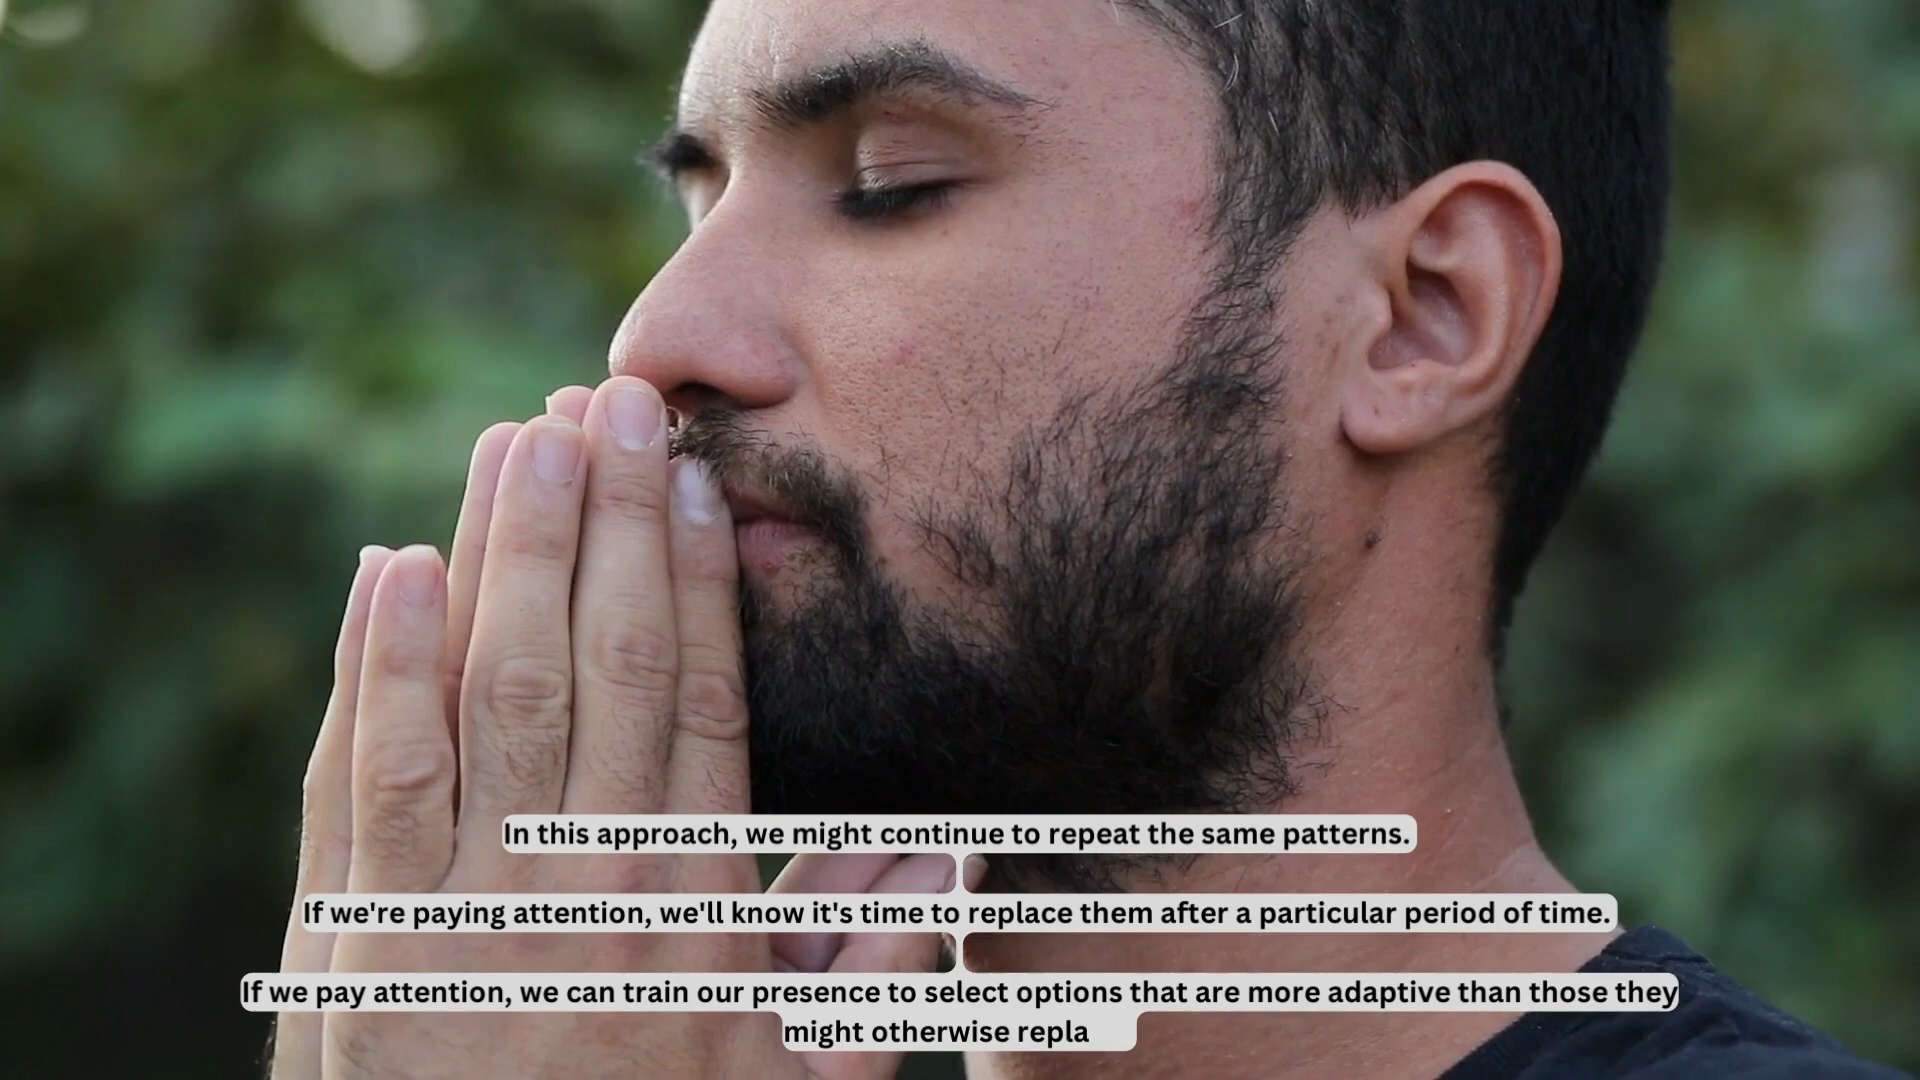 In this approach, we might continue to repeat the same patterns.
If we're paying attention, we'll know it's time to replace them after a particular period of time.
If we pay attention, we can train our presence to select options that are more adaptive than those they
might otherwise repla